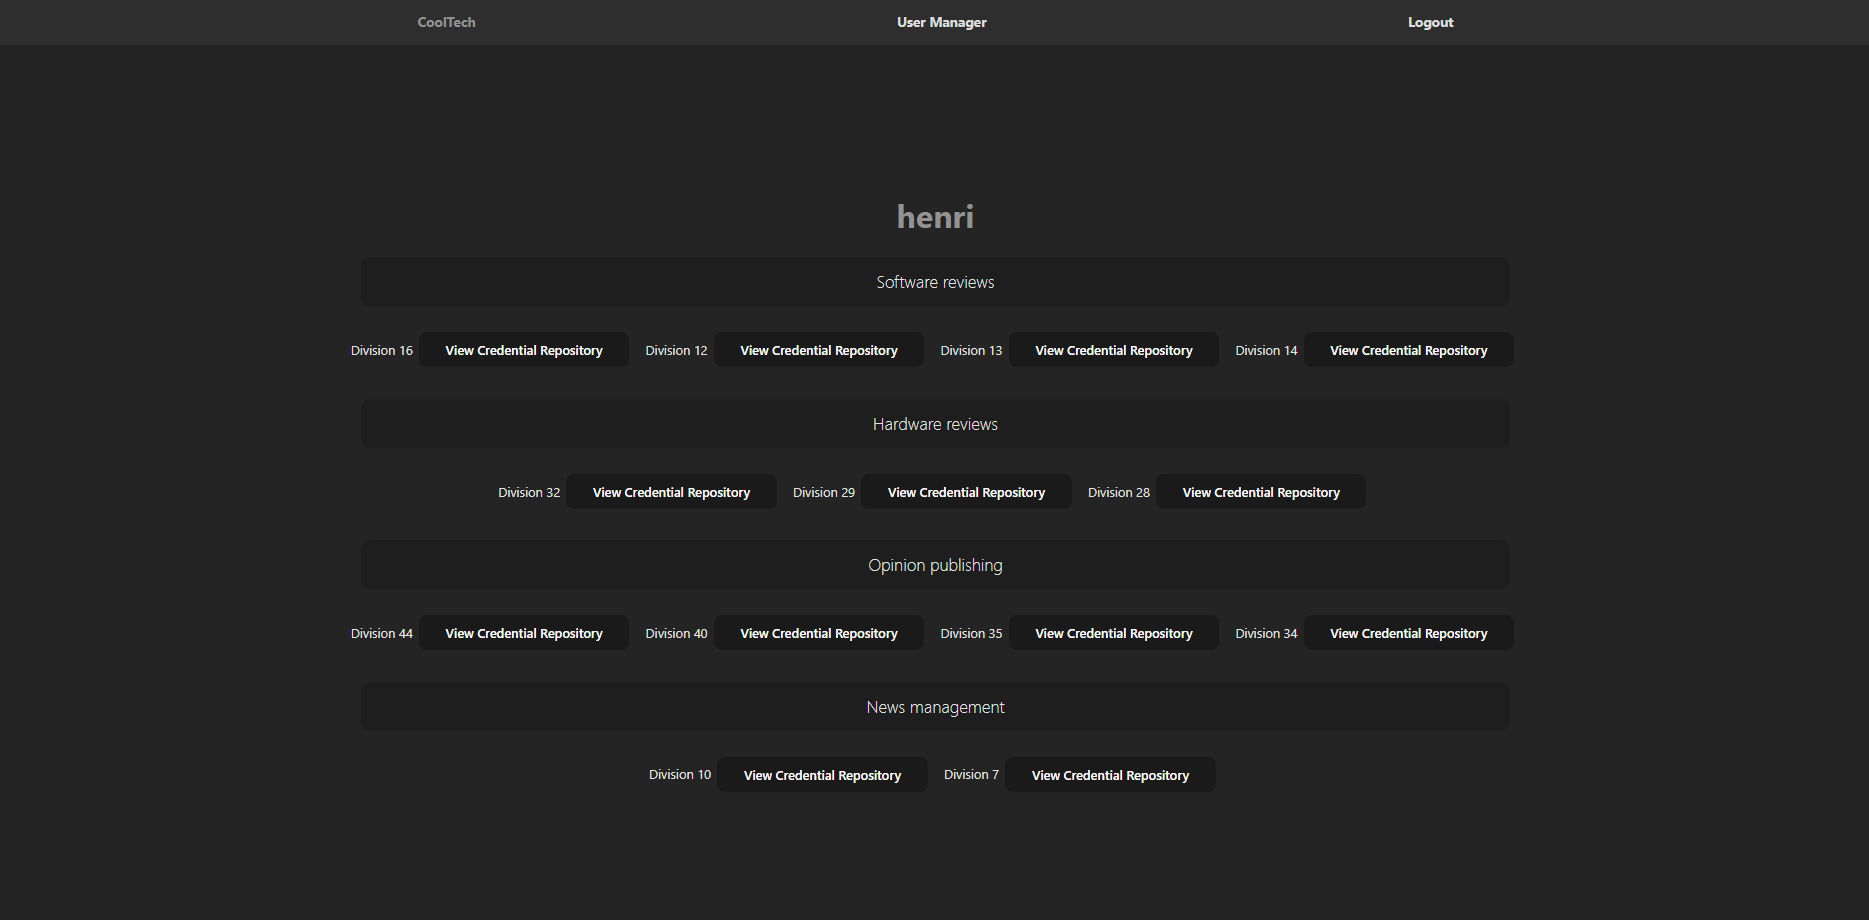 CoolTech User Manager Logout
henri
Software reviews
Division 16 View Credential Repository Division 12 View Credential Repository Division 13 View Credential Repository Division 14 View Credential Repository
Hardware reviews
Division 32 View Credential Repository Division 29 View Credential Repository Division 28 View Credential Repository
Opinion publishing
Division 44 View Credential Repository Division 40 View Credential Repository Division 35 View Credential Repository Division 34 View Credential Repository
News management
Division 10 View Credential Repository Division 7 View Credential Repository